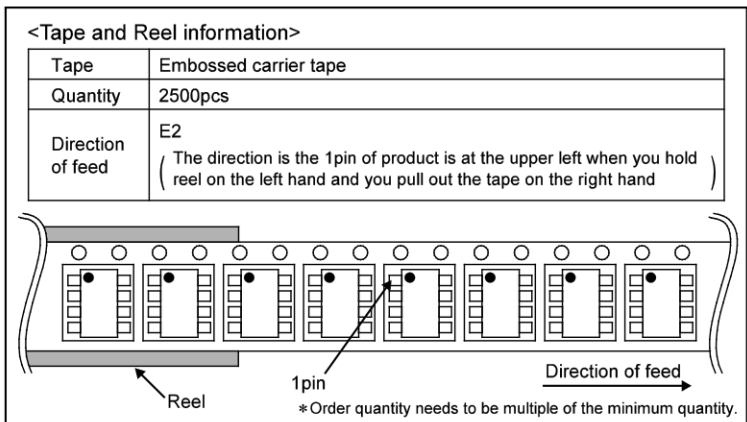 <Tape and Reel information>
Tape Embossed carrier tape
Quantity 2500pcs
Direction of feed E2
( The direction is the 1pin of product is at the upper left when you hold
reel on the left hand and you pull out the tape on the right hand )
Reel
1pin
Direction of feed
*Order quantity needs to be multiple of the minimum quantity.